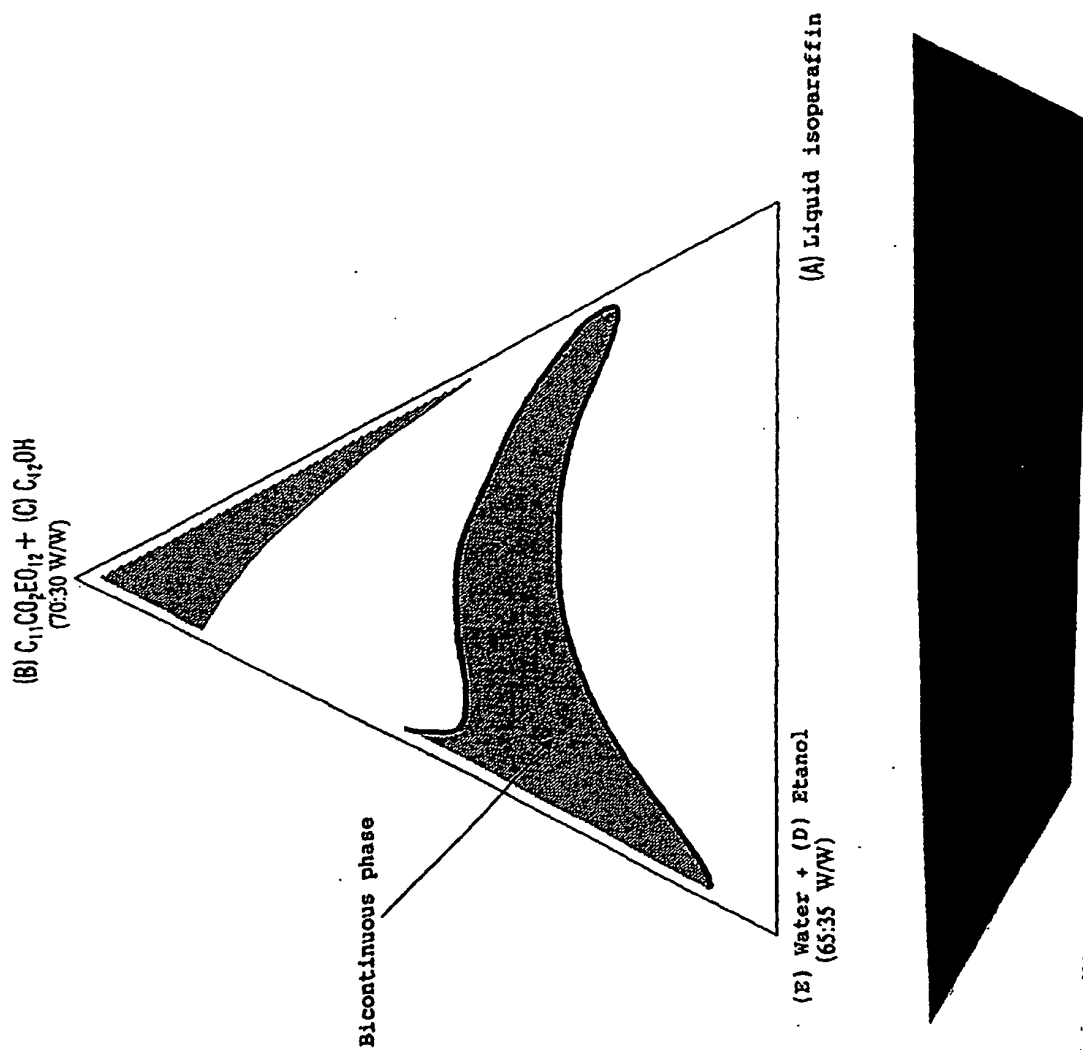 (B) C₁₁CO₂EO₁₂ + (C) C₁₂OH
(70:30 W/W)
Bicontinuous phase
(E) Water + (D) Etanol
(65:35 W/W)
(A) Liquid isoparaffin